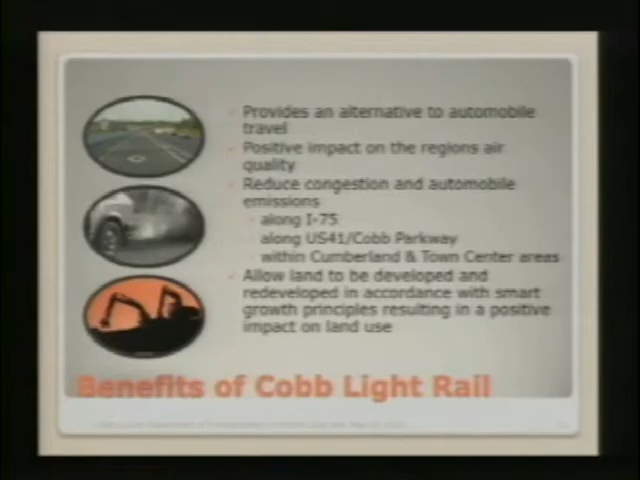 Provides an alternative to automobile
travel
Positive impact on the regions air
quality
Reduce congestion and automobile
emissions
along I-75
along US41/Cobb Parkway
within Cumberland & Town Center areas
Allow land to be developed and
redeveloped in accordance with smart
growth principles resulting in a positive
impact on land use
Benefits of Cobb Light Rail